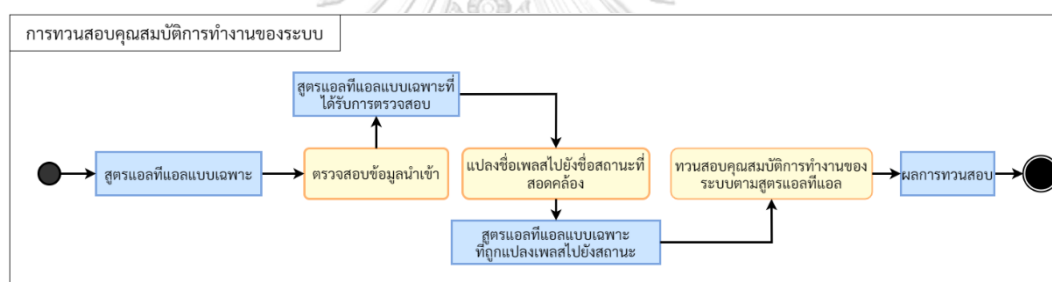 การทวนสอบคุณสมบัติการทำงานของระบบ
สูตรแอลทีแอลแบบเฉพาะ
ตรวจสอบข้อมูลนำเข้า
สูตรแอลทีแอลแบบเฉพาะที่
ได้รับการตรวจสอบ
แปลงชื่อเพลสไปยังชื่อสถานะที่
สอดคล้อง
สูตรแอลทีแอลแบบเฉพาะ
ที่ถูกแปลงเพลสไปยังสถานะ
ทวนสอบคุณสมบัติการทำงานของ
ระบบตามสูตรแอลทีแอล
ผลการทวนสอบ